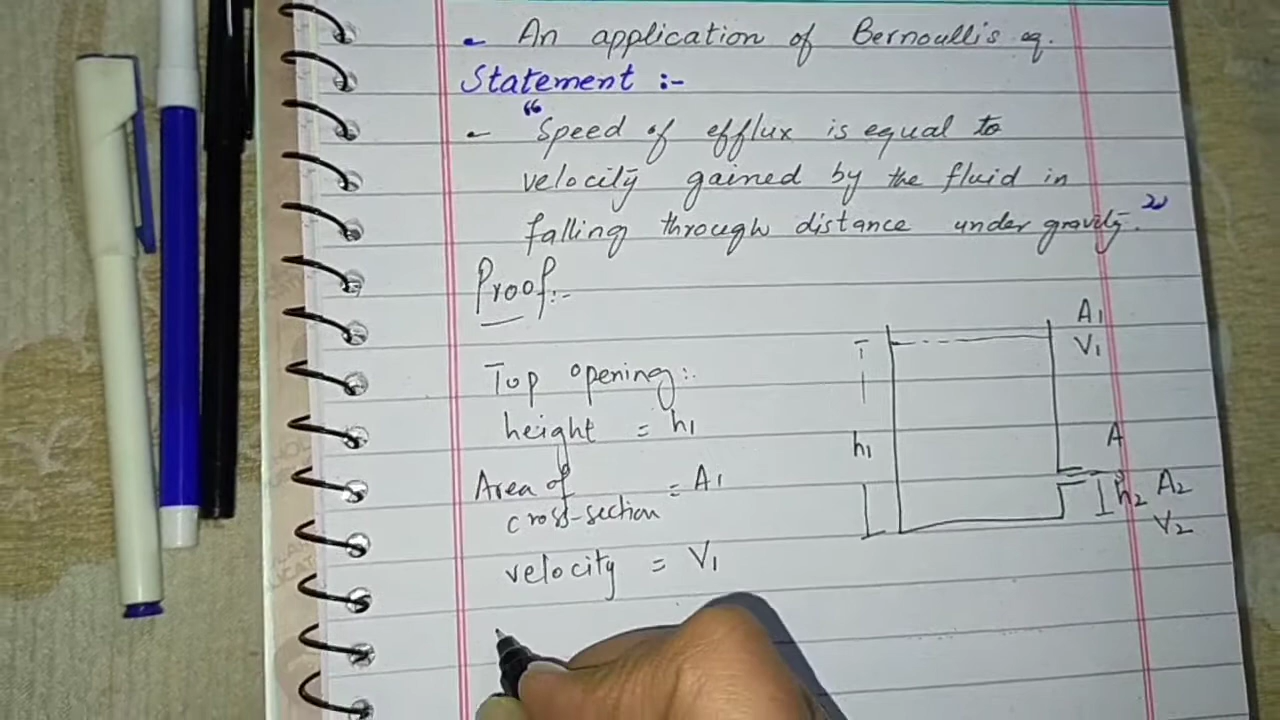 An application of Bernoulli's eq.
Statement :-
"Speed of efflux is equal to
velocity gained by the fluid in
falling through distance under gravity."
Proof:-
Top opening:
height = h1
Area of
cross-section = A1
velocity = V1
A1
V1
h1
A
h2 A2
V2